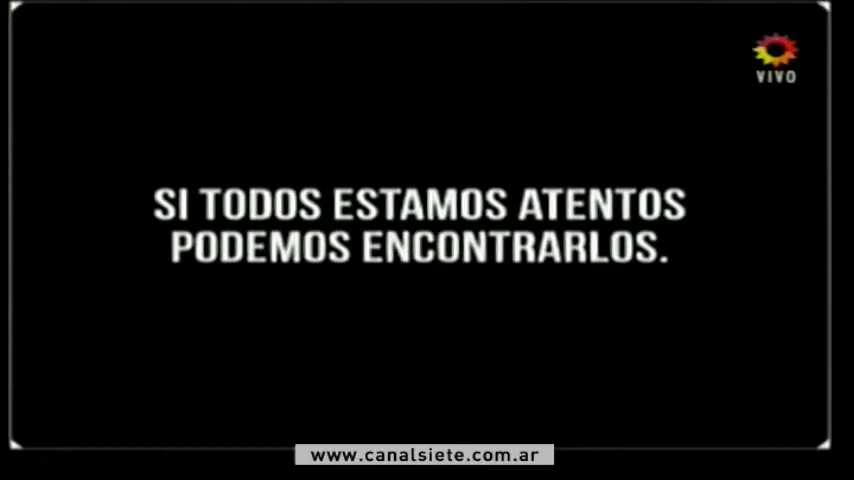 VIVO
SI TODOS ESTAMOS ATENTOS
PODEMOS ENCONTRARLOS.
www.canalsiete.com.ar